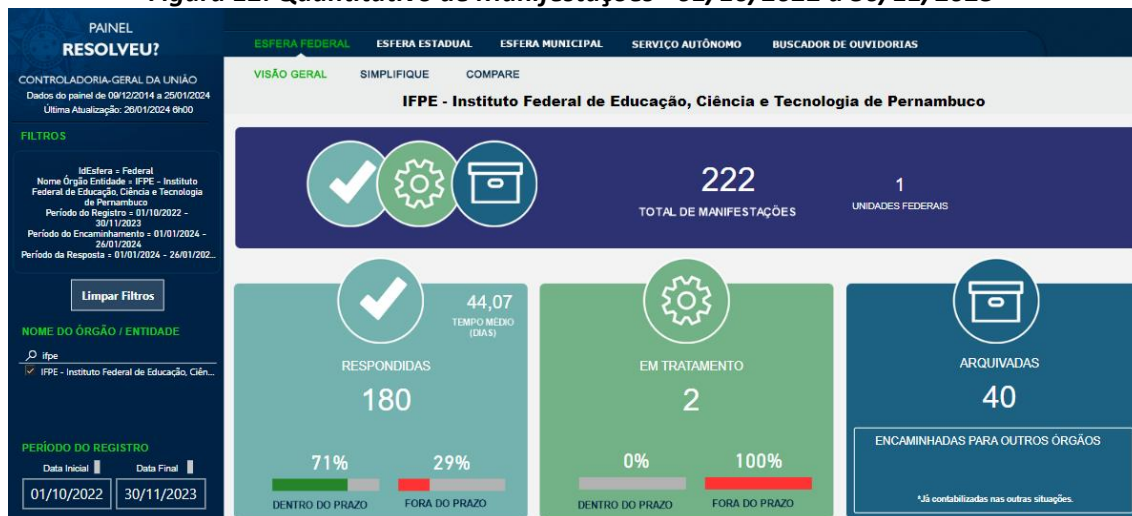 Figura 12: Quantitativo de Manifestações - 01/10/2022 a 30/11/2023
PAINEL
RESOLVEU?
CONTROLADORIA-GERAL DA UNIÃO
Dados do painel de 09/12/2014 a 25/01/2024
Última Atualização: 26/01/2024 6h00
FILTROS
IdEsfera = Federal
Nome Órgão Entidade = IFPE - Instituto
Federal de Educação, Ciência e Tecnologia
de Pernambuco
Período do Registro = 01/10/2022 -
30/11/2023
Período do Encaminhamento = 01/01/2024 -
26/01/2024
Período da Resposta = 01/01/2024 - 26/01/202...
Limpar Filtros
NOME DO ÓRGÃO / ENTIDADE
ifpe
IFPE - Instituto Federal de Educação, Ciên...
PERÍODO DO REGISTRO
Data Inicial Data Final
01/10/2022 30/11/2023
ESFERA FEDERAL ESFERA ESTADUAL ESFERA MUNICIPAL SERVIÇO AUTÔNOMO BUSCADOR DE OUVIDORIAS
VISÃO GERAL SIMPLIFIQUE COMPARE
IFPE - Instituto Federal de Educação, Ciência e Tecnologia de Pernambuco
222
TOTAL DE MANIFESTAÇÕES
1
UNIDADES FEDERAIS
44,07
TEMPO MÉDIO
(DIAS)
RESPONDIDAS
180
71% 29%
DENTRO DO PRAZO FORA DO PRAZO
EM TRATAMENTO
2
0% 100%
DENTRO DO PRAZO FORA DO PRAZO
ARQUIVADAS
40
ENCAMINHADAS PARA OUTROS ÓRGÃOS
*Já contabilizadas nas outras situações.